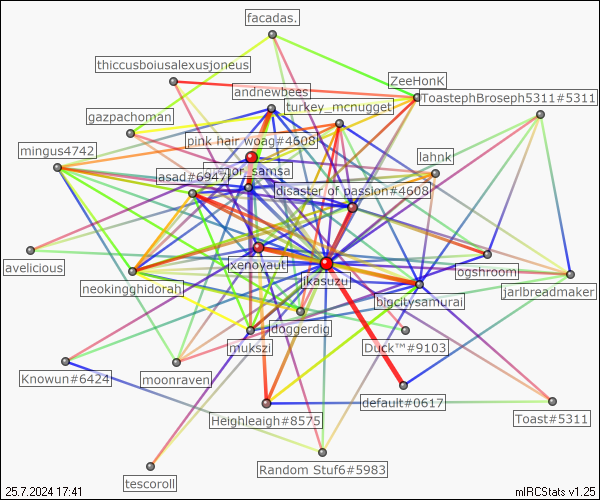 facadas.
thiccusboiusalexusjoneus
ZeeHonK
andnewbees
ToastephBroseph5311#5311
turkey_mcnugget
gazpachoman
pink hair woag#4608
mingus4742
lahnk
asad#6947
samsa
disaster of passion#4608
avelicious
xenoyaut
ogshroom
ikasuzu
neokingghidorah
jarlbreadmaker
bigcitysamurai
doggerdig
mukszi
Duck™#9103
Knowun#6424
moonraven
default#0617
Heighleigh#8575
Toast#5311
Random Stuf6#5983
tescoroll
25.7.2024 17:41
mIRCStats v1.25